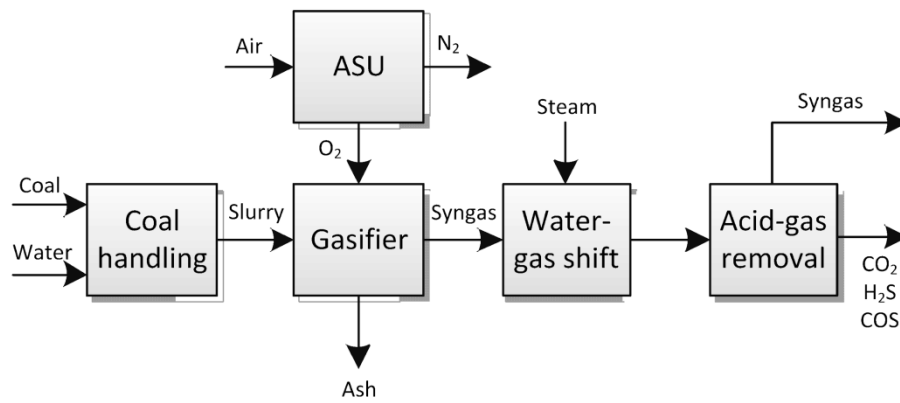 Air
ASU
N₂
O₂
Steam
Syngas
Coal
Water
Coal
handling
Slurry
Gasifier
Syngas
Water-
gas shift
Acid-gas
removal
CO₂
H₂S
COS
Ash